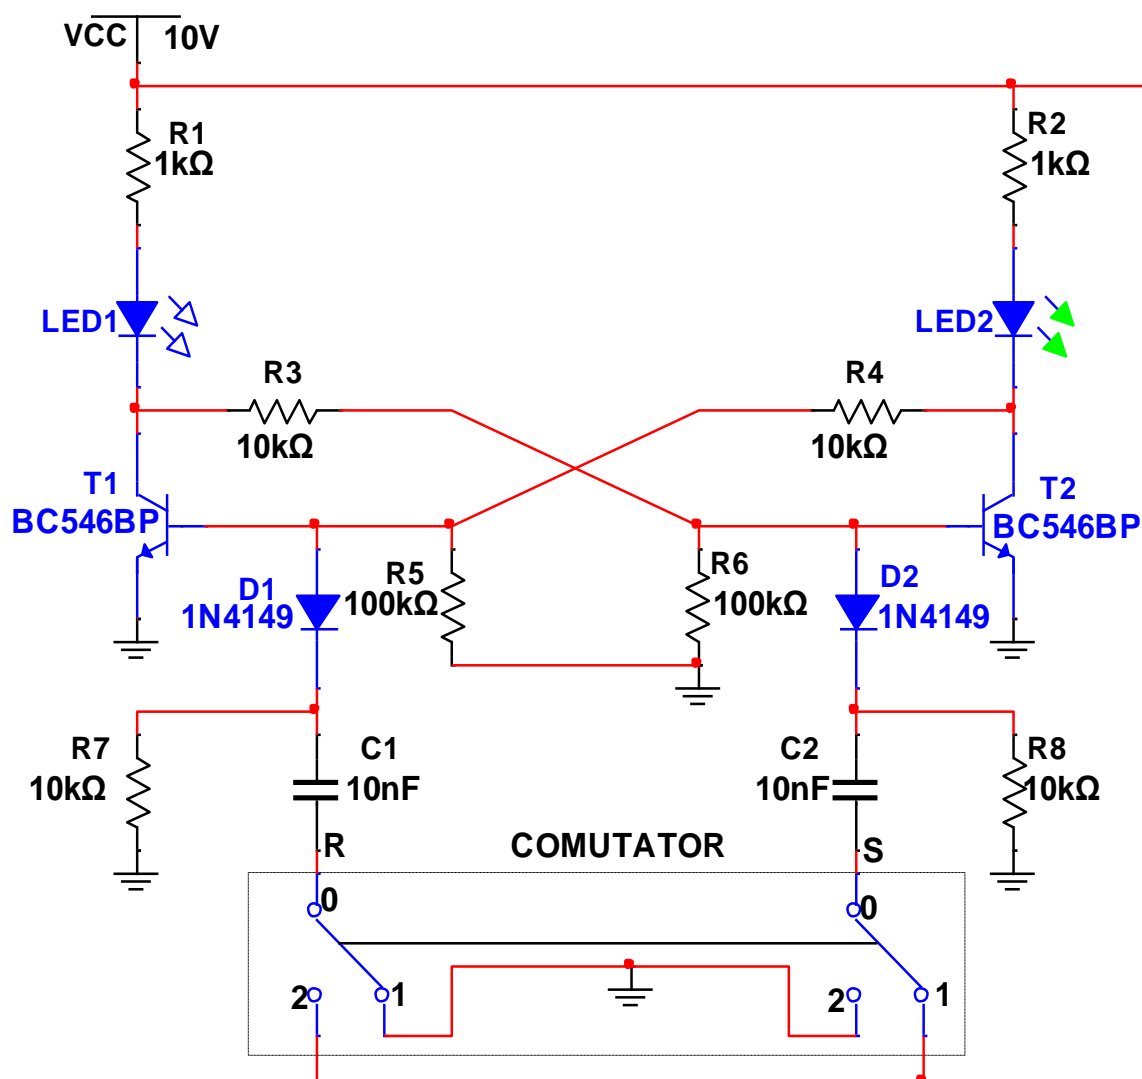 VCC 10V
R1
1kΩ
R2
1kΩ
LED1
LED2
R3
10kΩ
R4
10kΩ
T1
BC546BP
T2
BC546BP
D1
1N4149
R5
100kΩ
R6
100kΩ
D2
1N4149
R7
10kΩ
C1
10nF
C2
10nF
R8
10kΩ
R
COMUTATOR
S
0
0
2
1
2
1